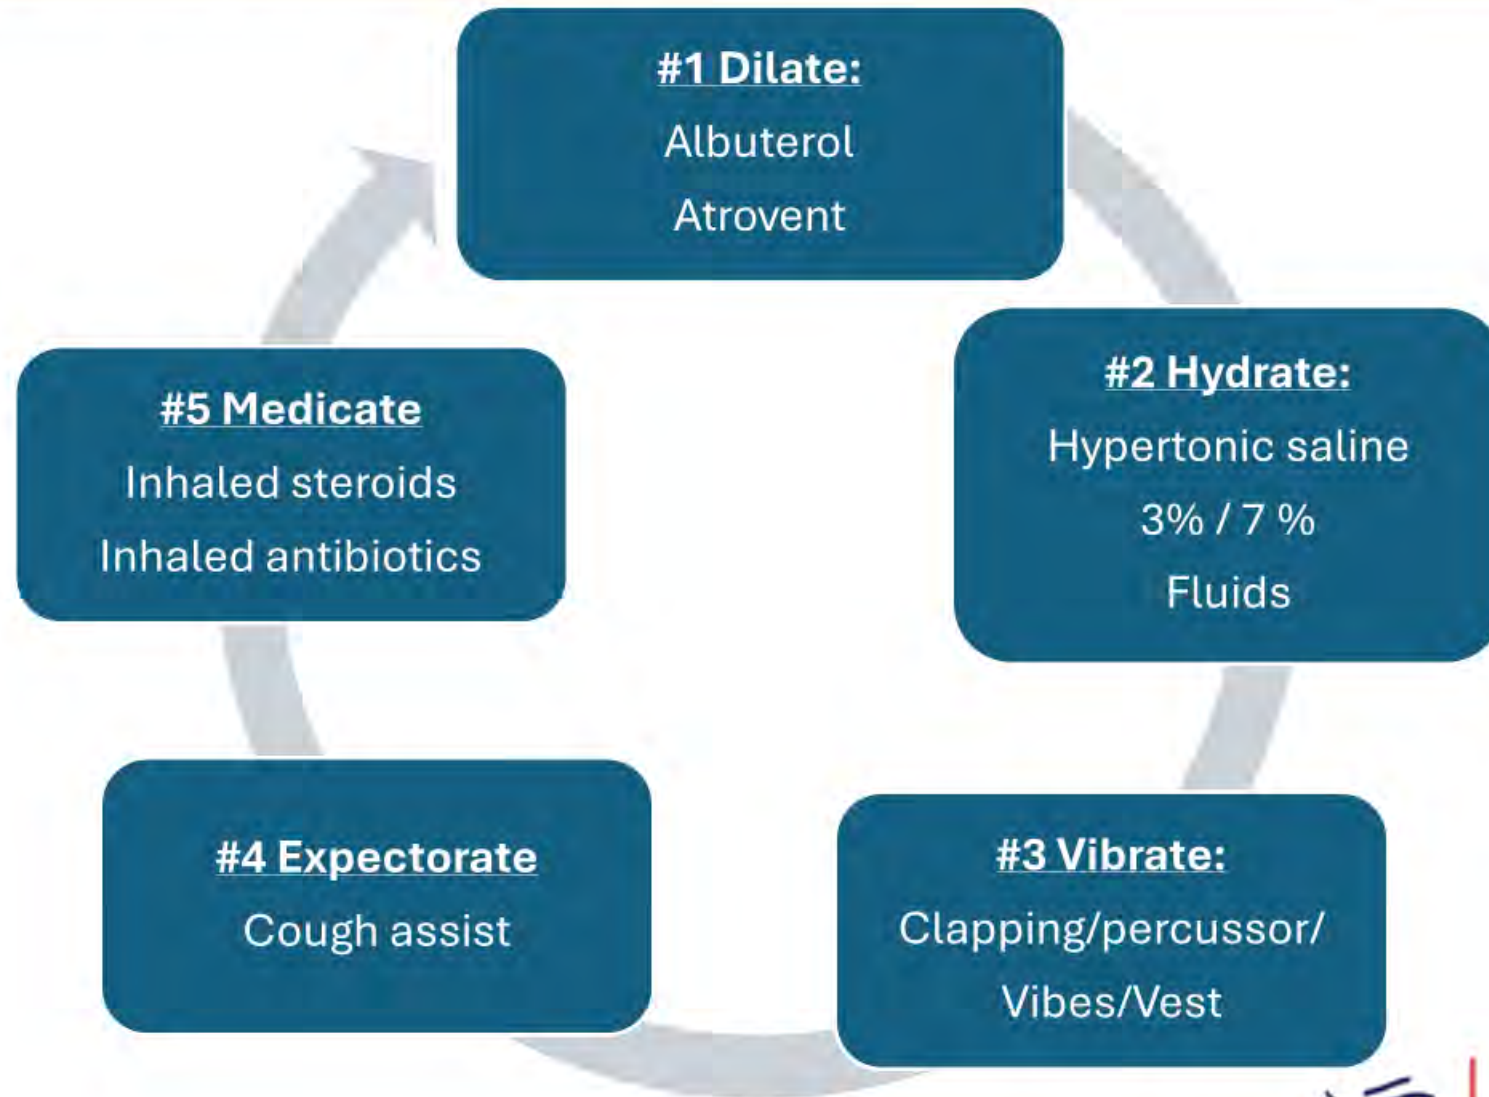 #1 Dilate:
Albuterol
Atrovent
#2 Hydrate:
Hypertonic saline
3% / 7 %
Fluids
#3 Vibrate:
Clapping/percussor/
Vibes/Vest
#4 Expectorate
Cough assist
#5 Medicate
Inhaled steroids
Inhaled antibiotics